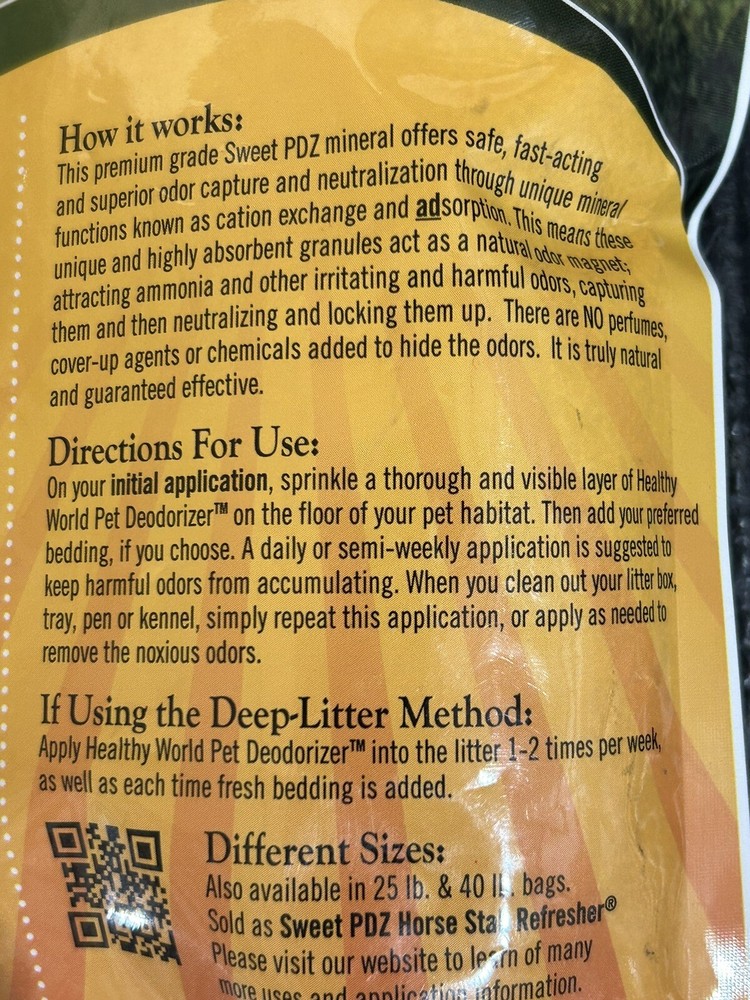 How it works:
This premium grade Sweet PDZ mineral offers safe, fast-acting
and superior odor capture and neutralization through unique mineral
functions known as cation exchange and adsorption. This means these
unique and highly absorbent granules act as a natural odor magnet;
attracting ammonia and other irritating and harmful odors, capturing
them and then neutralizing and locking them up. There are NO perfumes,
cover-up agents or chemicals added to hide the odors. It is truly natural
and guaranteed effective.
Directions For Use:
On your initial application, sprinkle a thorough and visible layer of Healthy
World Pet Deodorizer™ on the floor of your pet habitat. Then add your preferred
bedding, if you choose. A daily or semi-weekly application is suggested to
keep harmful odors from accumulating. When you clean out your litter box,
tray, pen or kennel, simply repeat this application, or apply as needed to
remove the noxious odors.
If Using the Deep-Litter Method:
Apply Healthy World Pet Deodorizer™ into the litter 1-2 times per week,
as well as each time fresh bedding is added.
Different Sizes:
Also available in 25 lb. & 40 lb. bags.
Sold as Sweet PDZ Horse Stall Refresher®
Please visit our website to learn of many
more uses and application information.